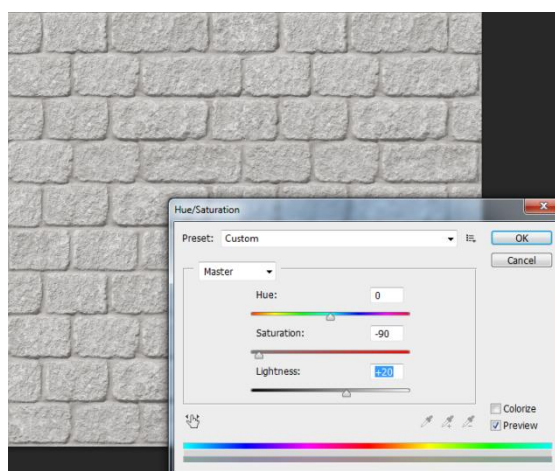 Hue/Saturation
Preset: Custom
OK
Cancel
Master
Hue: 0
Saturation: -90
Lightness: +20
Colorize
Preview